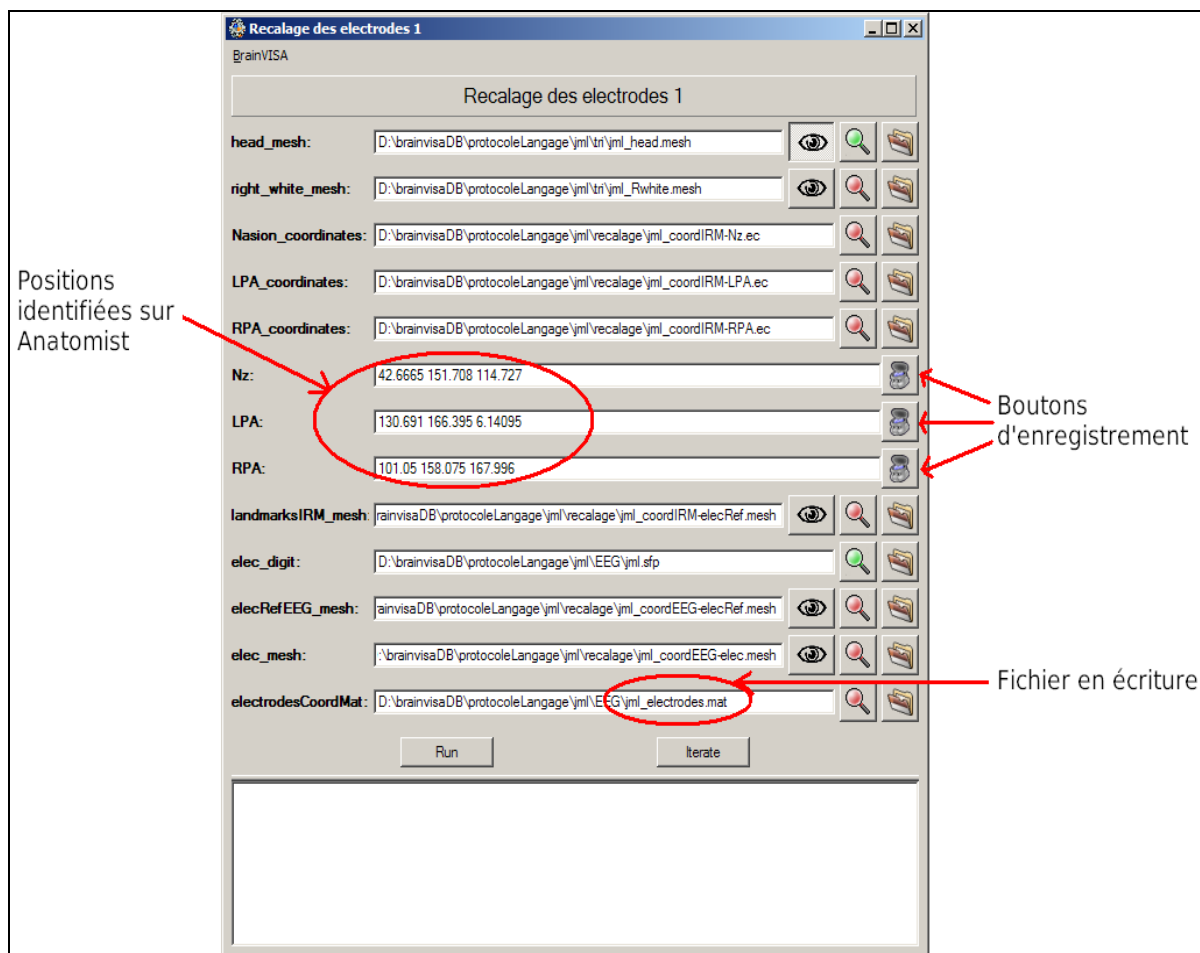 Recalage des electrodes 1
BrainVISA
Recalage des electrodes 1
head_mesh: D:\brainvisaDB\protocoleLangage\jml\tri\jml_head.mesh
right_white_mesh: D:\brainvisaDB\protocoleLangage\jml\tri\jml_Rwhite.mesh
Nasion_coordinates: D:\brainvisaDB\protocoleLangage\jml\recalage\jml_coordIRM-Nz.ec
LPA_coordinates: D:\brainvisaDB\protocoleLangage\jml\recalage\jml_coordIRM-LPA.ec
RPA_coordinates: D:\brainvisaDB\protocoleLangage\jml\recalage\jml_coordIRM-RPA.ec
Positions
identifiées sur
Anatomist
Nz: 42.6665 151.708 114.727
LPA: 130.691 166.395 6.14095
RPA: 101.05 158.075 167.996
Boutons
d'enregistrement
landmarksIRM_mesh: rainvisaDB\protocoleLangage\jml\recalage\jml_coordIRM-elecRef.mesh
elec_digit: D:\brainvisaDB\protocoleLangage\jml\EEG\jml.sfp
elecRefEEG_mesh: ainvisaDB\protocoleLangage\jml\recalage\jml_coordEEG-elecRef.mesh
elec_mesh: :\brainvisaDB\protocoleLangage\jml\recalage\jml_coordEEG-elec.mesh
electrodesCoordMat: D:\brainvisaDB\protocoleLangage\jml\EEG\jml_electrodes.mat
Fichier en écriture
Run Iterate